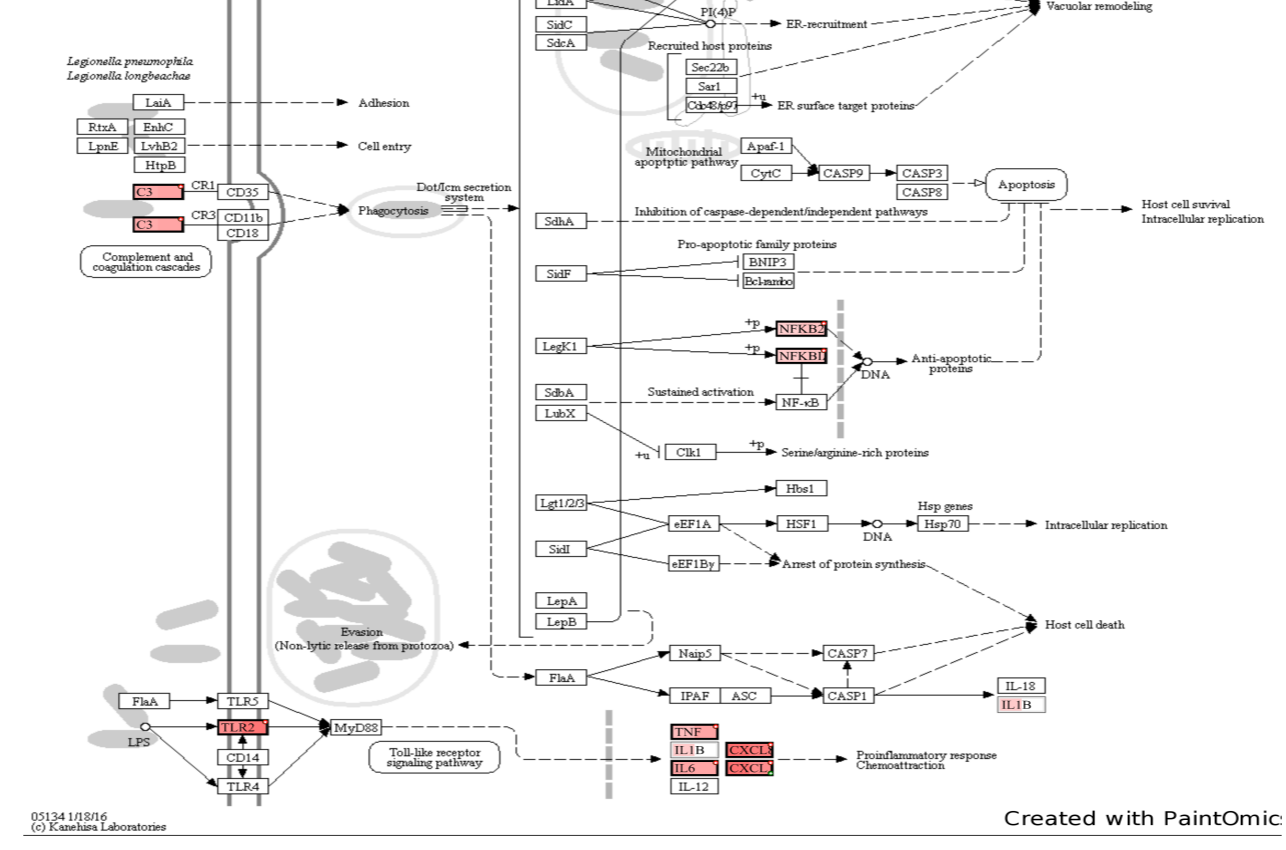 PI(4)P
Vacuolar remodeling
SidC
ER-recruitment
SdcA
Recruited host proteins
Legionella pneumophila
Legionella longbeachae
Sec22b
Sar1
LaiA
Adhesion
+u
ER surface target proteins
RtxA
EnhC
LpnE
LvhB2
Cell entry
HtpB
Mitochondrial
apoptptic pathway
Apaf-1
CytC
CASP9
CASP3
CASP8
Apoptosis
C3
CR1
CD35
Dot/Icm secretion
system
Phagocytosis
C3
CR3
CD11b
CD18
SdhA
Inhibition of caspase-dependent/independent pathways
Host cell suvival
Intracellular replication
Complement and
coagulation cascades
Pro-apoptotic family proteins
SidF
BNIP3
Bcl-rambo
LegK1
+p
NFKB2
+p
DNA
Anti-apoptotic
proteins
SdbA
Sustained activation
NF-κB
LubX
+u
Clk1
+p
Serine/arginine-rich proteins
Lgt1/2/3
Hbs1
Hsp genes
eEF1A
HSF1
DNA
Hsp70
Intracellular replication
SidI
eEF1Bγ
Arrest of protein synthesis
LepA
LepB
Evasion
(Non-lytic release from protozoa)
Host cell death
Naip5
CASP7
FlaA
IPAF
ASC
CASP1
IL-18
IL1B
FlaA
TLR5
TLR2
MyD88
LPS
CD14
TLR4
Toll-like receptor
signaling pathway
TNF
IL1B
IL6
IL-12
Proinflammatory response
Chemoattraction
05134 1/18/16
(c) Kanehisa Laboratories
Created with PaintOmics